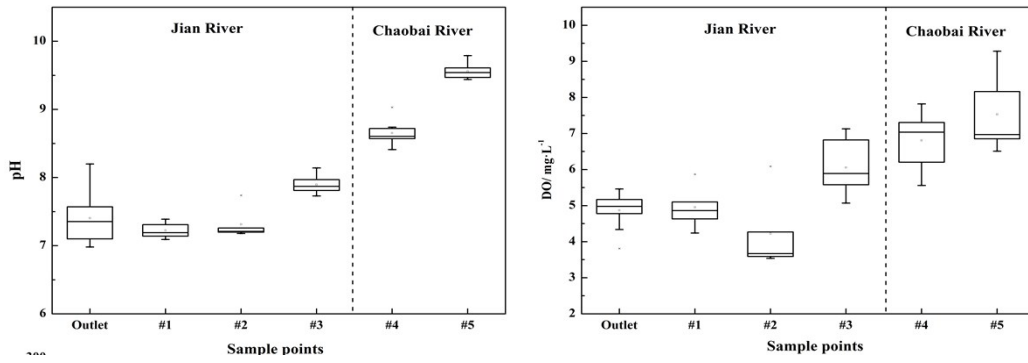 Jian River
Chaobai River
10
9
8
7
6
pH
Outlet
#1
#2
#3
#4
#5
Sample points
Jian River
Chaobai River
10
9
8
7
6
5
4
3
2
DO/ mg·L⁻¹
Outlet
#1
#2
#3
#4
#5
Sample points
200